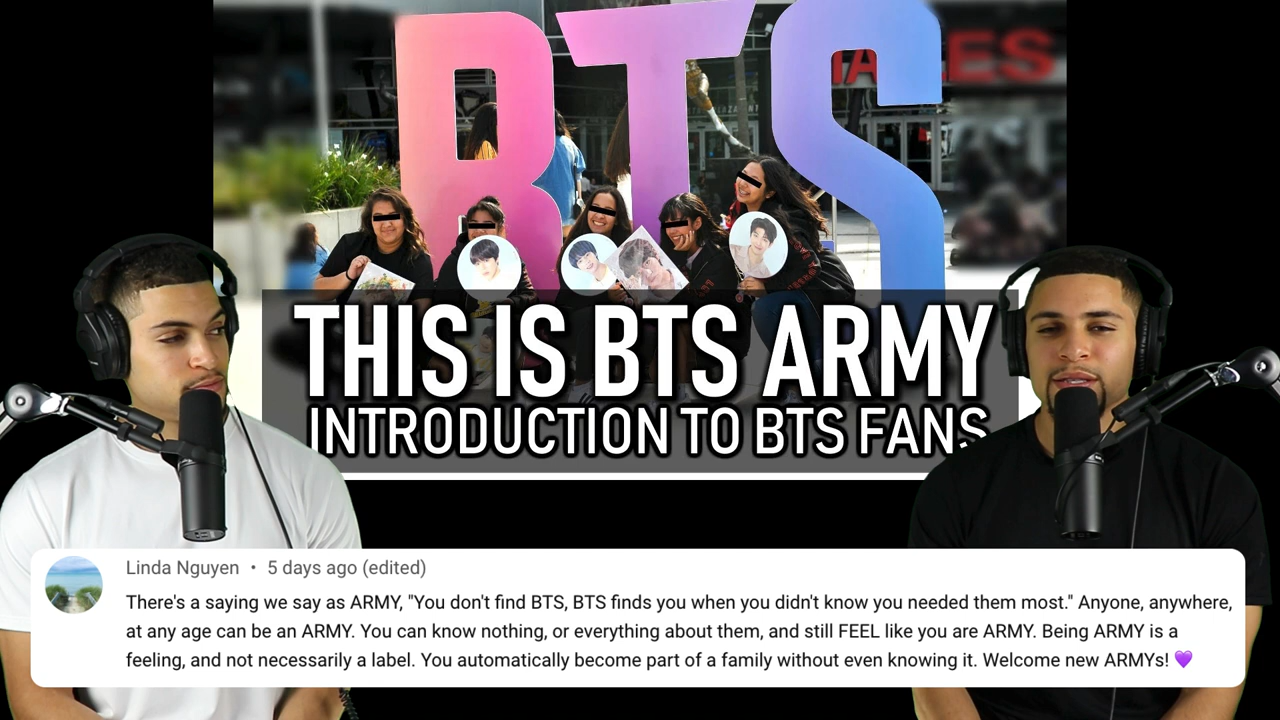 BTS
LES
THIS IS BTS ARMY
INTRODUCTION TO BTS FANS
Linda Nguyen • 5 days ago (edited)
There's a saying we say as ARMY, "You don't find BTS, BTS finds you when you didn't know you needed them most." Anyone, anywhere,
at any age can be an ARMY. You can know nothing, or everything about them, and still FEEL like you are ARMY. Being ARMY is a
feeling, and not necessarily a label. You automatically become part of a family without even knowing it. Welcome new ARMYs! 💜